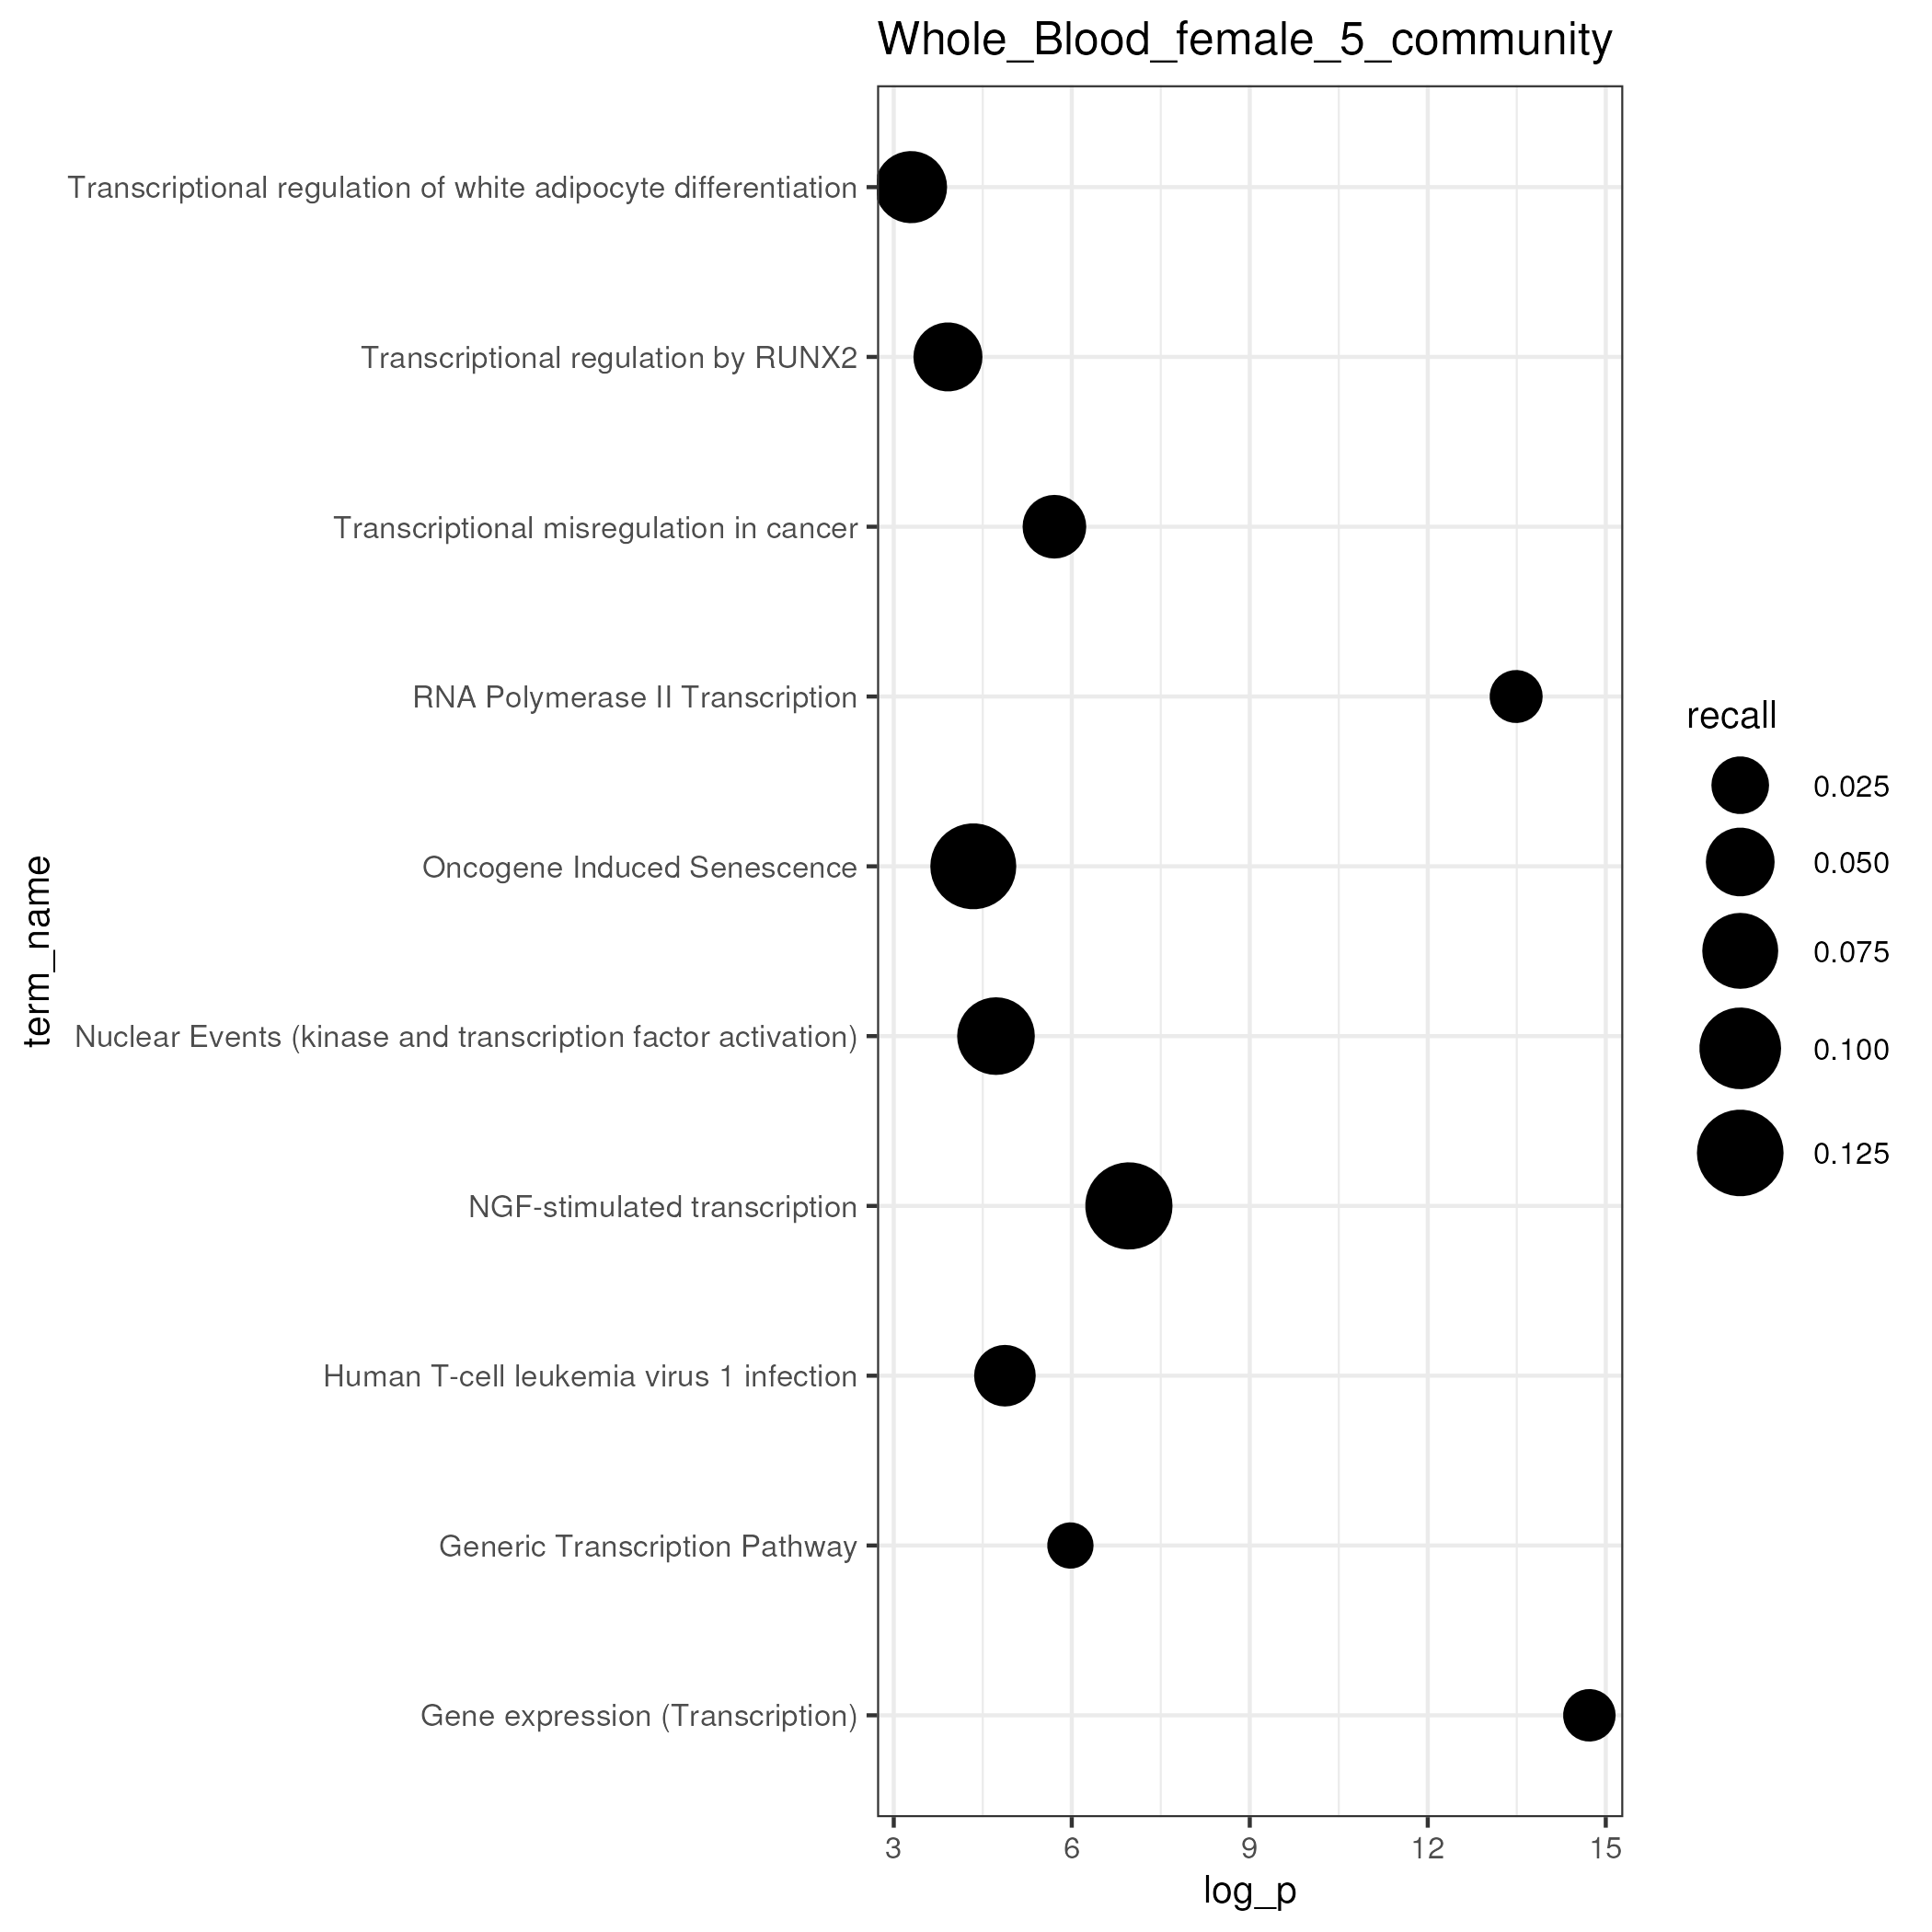 Whole_Blood_female_5_community
Transcriptional regulation of white adipocyte differentiation
Transcriptional regulation by RUNX2
Transcriptional misregulation in cancer
RNA Polymerase II Transcription
Oncogene Induced Senescence
Nuclear Events (kinase and transcription factor activation)
NGF-stimulated transcription
Human T-cell leukemia virus 1 infection
Generic Transcription Pathway
Gene expression (Transcription)
term_name
3 6 9 12 15
log_p
recall
0.025
0.050
0.075
0.100
0.125